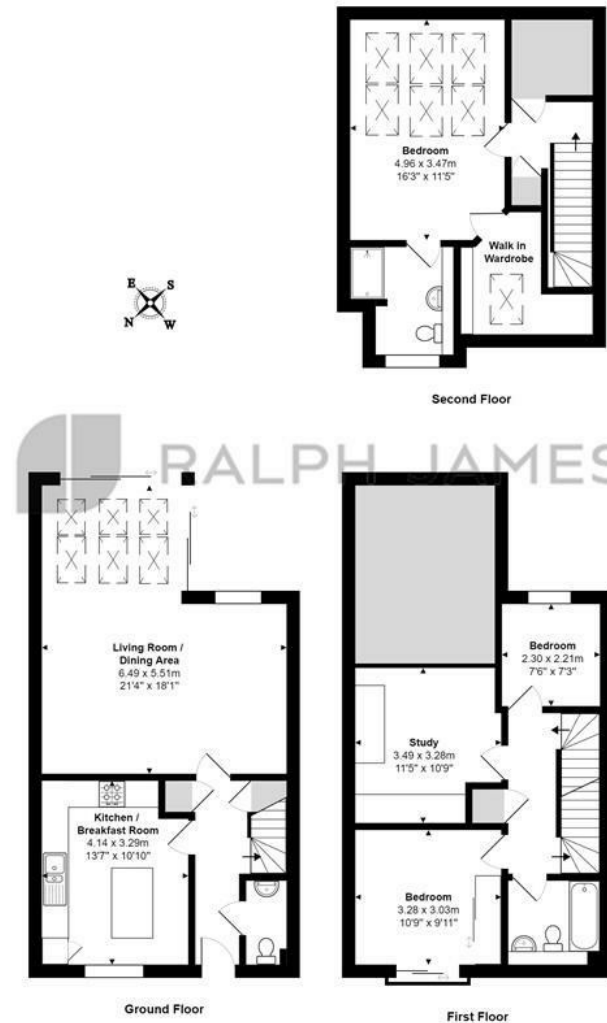 Bedroom
4.96 x 3.47m
16'3" x 11'5"
Walk in
Wardrobe
E S
N W
Second Floor
RALPH JAMES
Living Room /
Dining Area
6.49 x 5.51m
21'4" x 18'1"
Kitchen /
Breakfast Room
4.14 x 3.29m
13'7" x 10'10"
Ground Floor
Bedroom
2.30 x 2.21m
7'6" x 7'3"
Study
3.49 x 3.28m
11'5" x 10'9"
Bedroom
3.28 x 3.03m
10'9" x 9'11"
First Floor